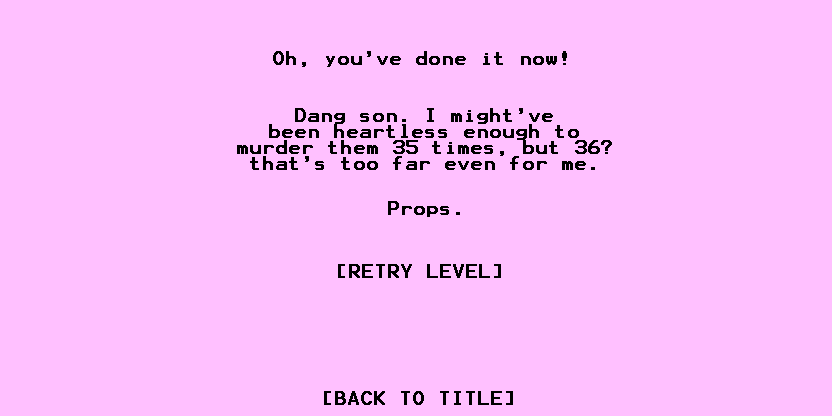 Oh, you've done it now!
Dang son. I might've
been heartless enough to
murder them 35 times, but 36?
that's too far even for me.
Props.
[RETRY LEVEL]
[BACK TO TITLE]